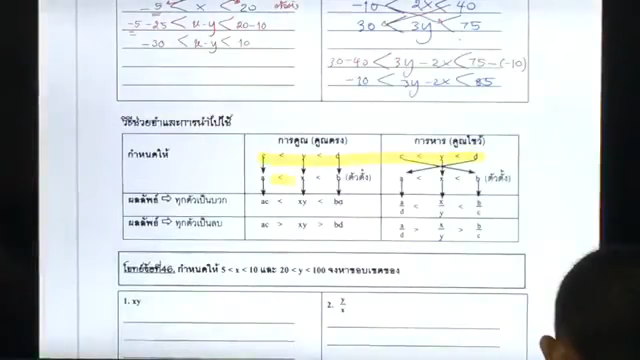 -5 < x < 20
-5-25 < x-y < 20-10
-30 < x-y < 10
-10 < 2x < 40
30 < 3y < 75
30-40 < 3y-2x < 75-(-10)
-10 < 3y-2x < 85
วิธีช่วยจำและการนำไปใช้
กำหนดให้
การคูณ (คูณตรง)
c < y < d
a < x < b (ตัวตั้ง)
การหาร (คูณไขว้)
c < y < d
a < x < b (ตัวตั้ง)
ผลลัพธ์ ⇨ ทุกตัวเป็นบวก
ac < xy < bd
a/d < x/y < b/c
ผลลัพธ์ ⇨ ทุกตัวเป็นลบ
ac > xy > bd
a/d > x/y > b/c
โจทย์ข้อที่46. กำหนดให้ 5 < x < 10 และ 20 < y < 100 จงหาขอบเขตของ
1. xy
2. y/x